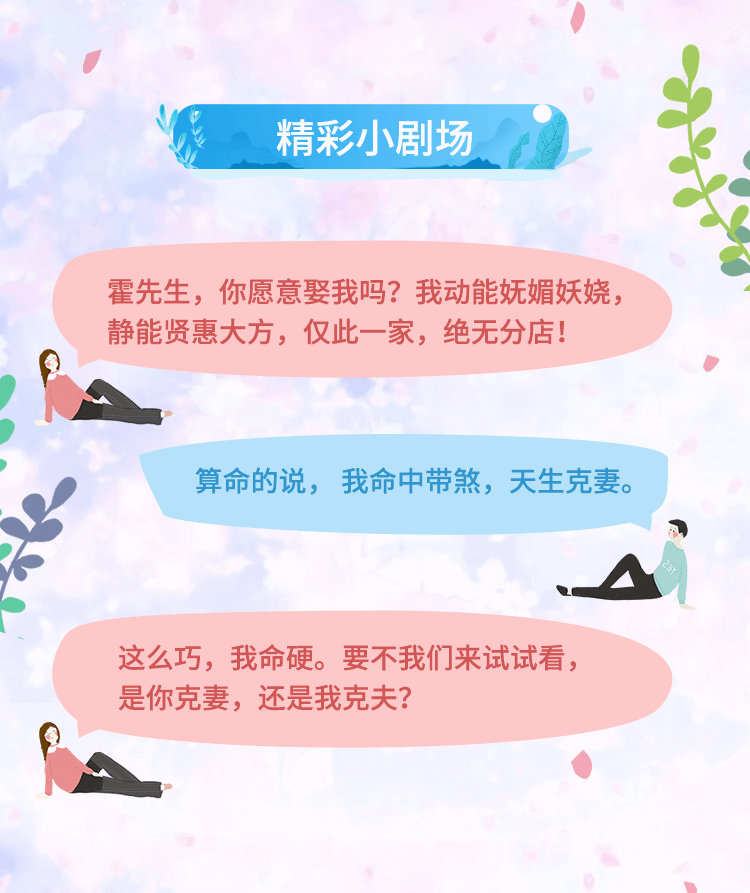 精彩小剧场
霍先生，你愿意娶我吗？我动能妩媚妖娆，
静能贤惠大方，仅此一家，绝无分店！
算命的说， 我命中带煞，天生克妻。
这么巧，我命硬。要不我们来试试看，
是你克妻，还是我克夫？